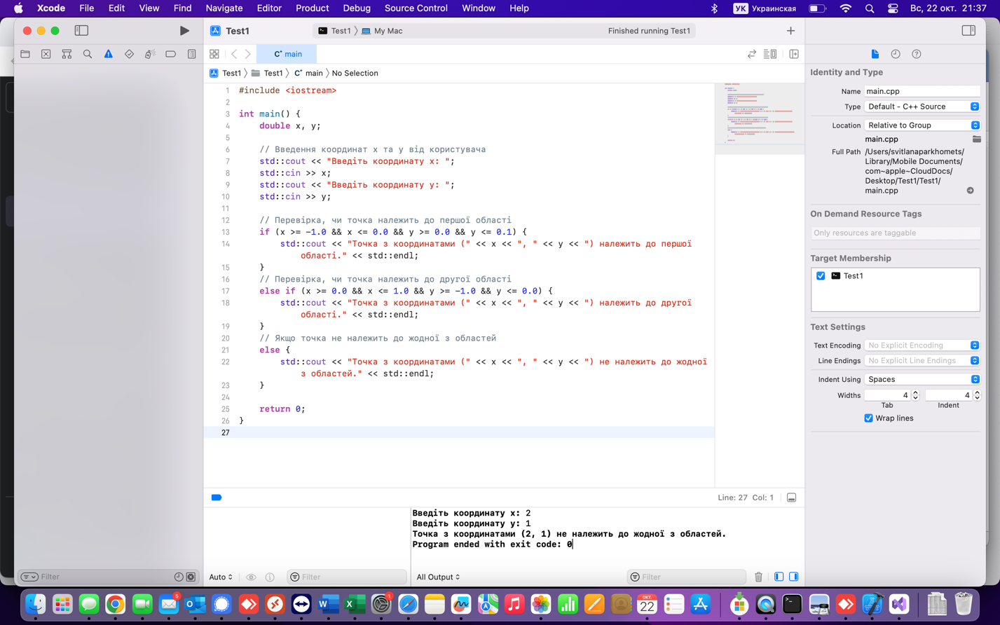 Xcode File Edit View Find Navigate Editor Product Debug Source Control Window Help УК Украинская Вс, 22 окт. 21:37
Test1 Test1 〉 My Mac Finished running Test1
main
Test1 〉 Test1 〉 main 〉 No Selection
1 #include <iostream>
2
3 int main() {
4 double x, y;
5
6 // Введення координат x та y від користувача
7 std::cout << "Введіть координату x: ";
8 std::cin >> x;
9 std::cout << "Введіть координату y: ";
10 std::cin >> y;
11
12 // Перевірка, чи точка належить до першої області
13 if (x >= -1.0 && x <= 0.0 && y >= 0.0 && y <= 0.1) {
14 std::cout << "Точка з координатами (" << x << ", " << y << ") належить до першої
області." << std::endl;
15 }
16 // Перевірка, чи точка належить до другої області
17 else if (x >= 0.0 && x <= 1.0 && y >= -1.0 && y <= 0.0) {
18 std::cout << "Точка з координатами (" << x << ", " << y << ") належить до другої
області." << std::endl;
19 }
20 // Якщо точка не належить до жодної з областей
21 else {
22 std::cout << "Точка з координатами (" << x << ", " << y << ") не належить до жодної
з областей." << std::endl;
23 }
24
25 return 0;
26 }
27
Line: 27 Col: 1
Введіть координату x: 2
Введіть координату y: 1
Точка з координатами (2, 1) не належить до жодної з областей.
Program ended with exit code: 0
Filter Auto Filter All Output Filter
Identity and Type
Name main.cpp
Type Default - C++ Source
Location Relative to Group
main.cpp
Full Path /Users/svitlanaparkhomets/
Library/Mobile Documents/
com~apple~CloudDocs/
Desktop/Test1/Test1/
main.cpp
On Demand Resource Tags
Only resources are taggable
Target Membership
Test1
Text Settings
Text Encoding No Explicit Encoding
Line Endings No Explicit Line Endings
Indent Using Spaces
Widths 4 4
Tab Indent
Wrap lines
5 1 ОКТ.
22